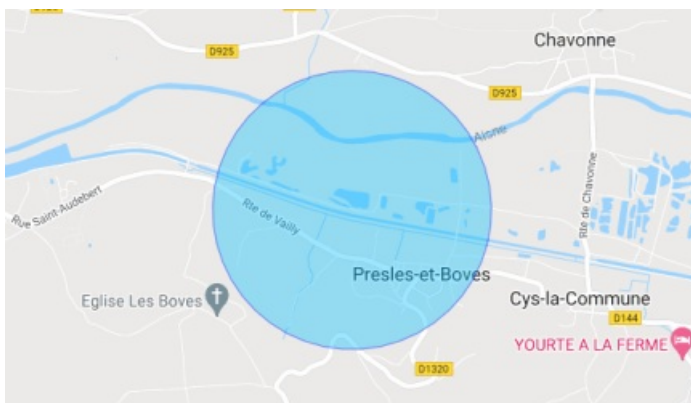 Chavonne
D925
D925
Aisne
Rue Saint-Audebert
Rte de Vailly
Rte de Chavonne
Presles-et-Boves
Eglise Les Boves
Cys-la-Commune
D144
YOURTE A LA FERME
D1320